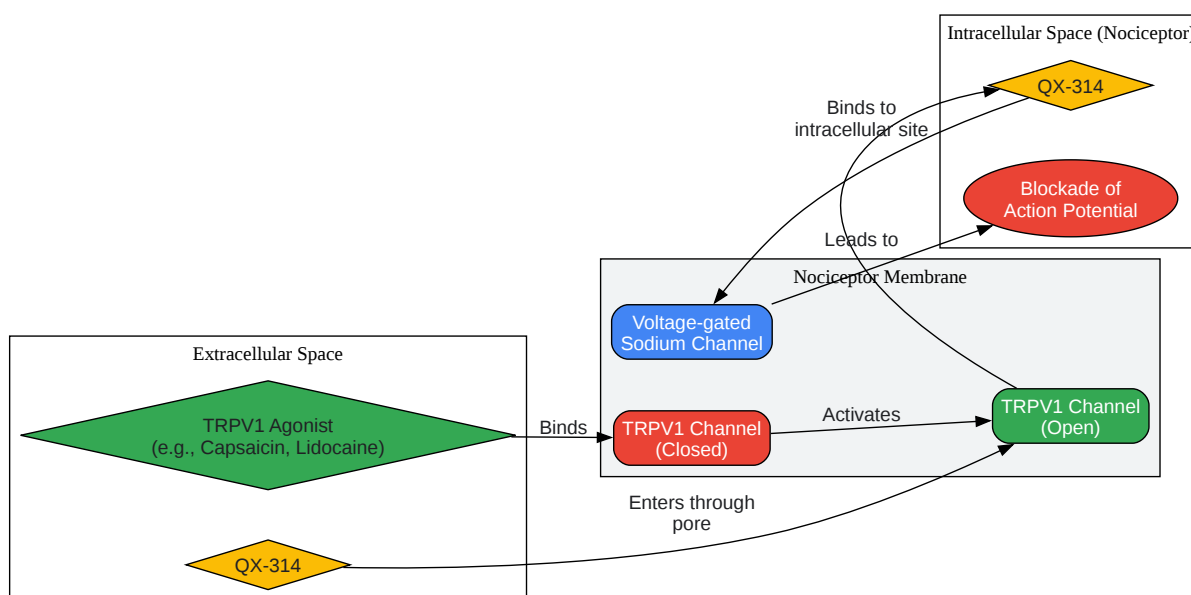 Intracellular Space (Nociceptor)
QX-314
Binds to
intracellular site
Blockade of
Action Potential
Leads to
Nociceptor Membrane
Voltage-gated
Sodium Channel
Extracellular Space
TRPV1 Agonist
(e.g., Capsaicin, Lidocaine)
Binds
TRPV1 Channel
(Closed)
Activates
TRPV1 Channel
(Open)
Enters through
pore
QX-314